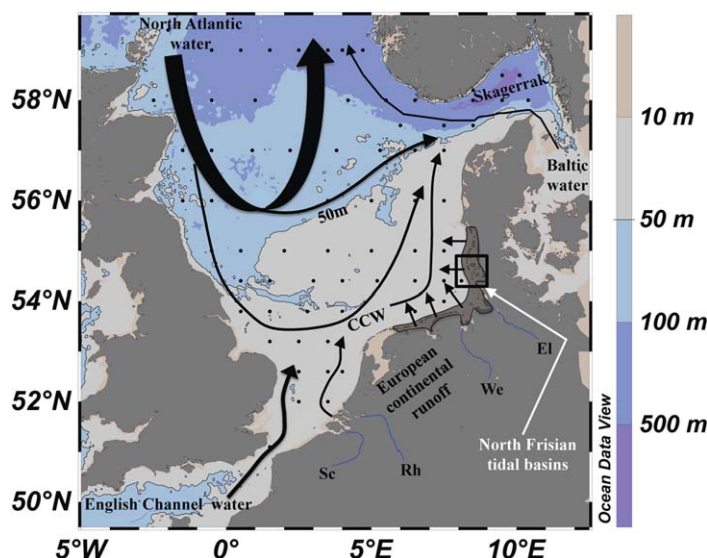 North Atlantic
water
58°N
56°N
54°N
52°N
50°N
5°W
0°
5°E
10°E
Skagerrak
Baltic
water
50m
CCW
European
continental
runoff
El
We
Rh
Sc
North Frisian
tidal basins
English Channel water
10 m
50 m
100 m
500 m
Ocean Data View